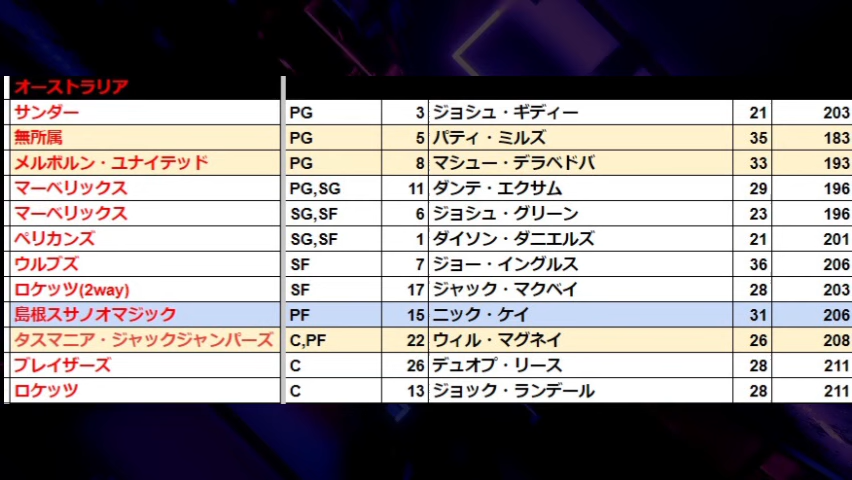 オーストラリア
サンダー PG 3 ジョシュ・ギディー 21 203
無所属 PG 5 パティ・ミルズ 35 183
メルボルン・ユナイテッド PG 8 マシュー・デラベドバ 33 193
マーベリックス PG,SG 11 ダンテ・エクサム 29 196
マーベリックス SG,SF 6 ジョシュ・グリーン 23 196
ペリカンズ SG,SF 1 ダイソン・ダニエルズ 21 201
ウルブズ SF 7 ジョー・イングルス 36 206
ロケッツ(2way) SF 17 ジャック・マクベイ 28 203
島根スサノオマジック PF 15 ニック・ケイ 31 206
タスマニア・ジャックジャンパーズ C,PF 22 ウィル・マグネイ 26 208
ブレイザーズ C 26 デュオプ・リース 28 211
ロケッツ C 13 ジョック・ランデール 28 211